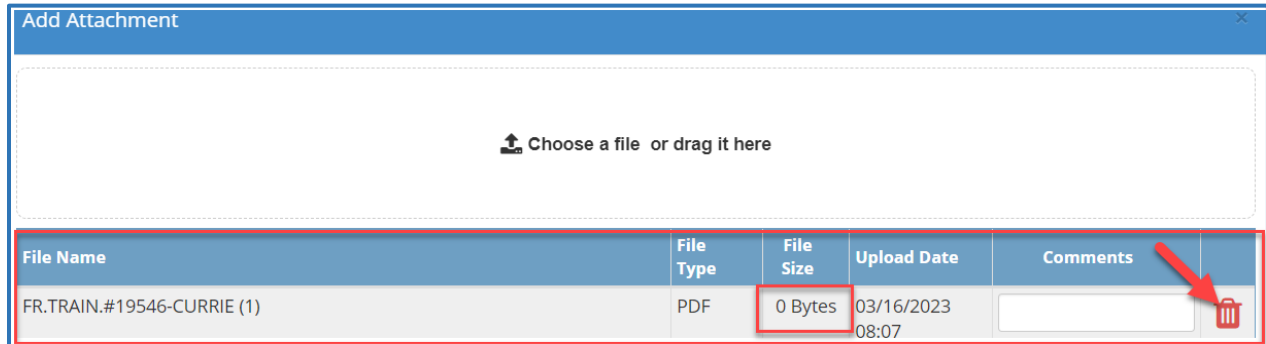 Add Attachment ×
Choose a file or drag it here
File Name File Type File Size Upload Date Comments
FR.TRAIN.#19546-CURRIE (1) PDF 0 Bytes 03/16/2023 08:07